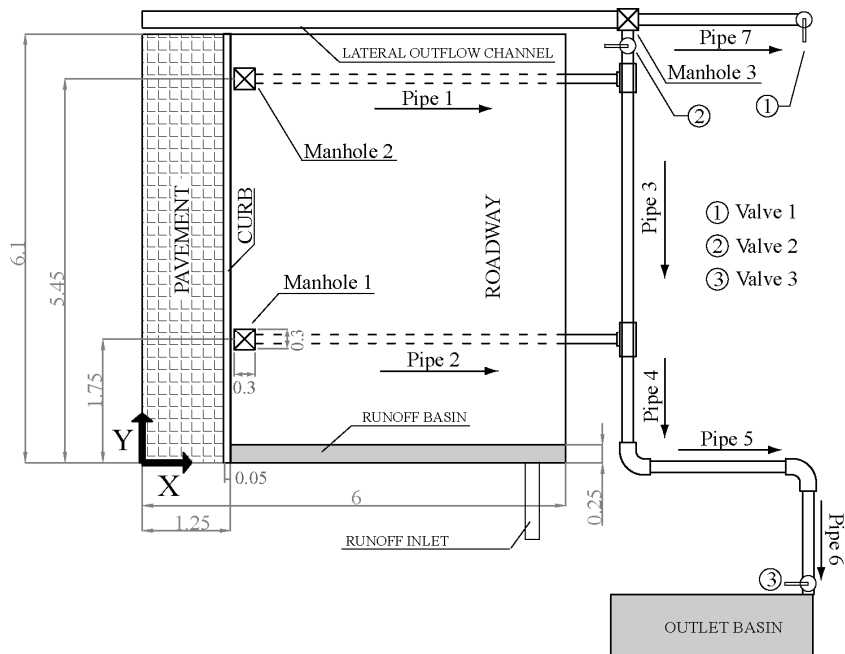 LATERAL OUTFLOW CHANNEL
Pipe 7
Manhole 3
1
2
Pipe 1
Manhole 2
6.1
5.45
PAVEMENT
CURB
ROADWAY
Pipe 3
1 Valve 1
2 Valve 2
3 Valve 3
Manhole 1
0.3
0.3
1.75
Pipe 2
Pipe 4
RUNOFF BASIN
Pipe 5
Y
X
0.05
6
0.25
1.25
RUNOFF INLET
Pipe 6
3
OUTLET BASIN